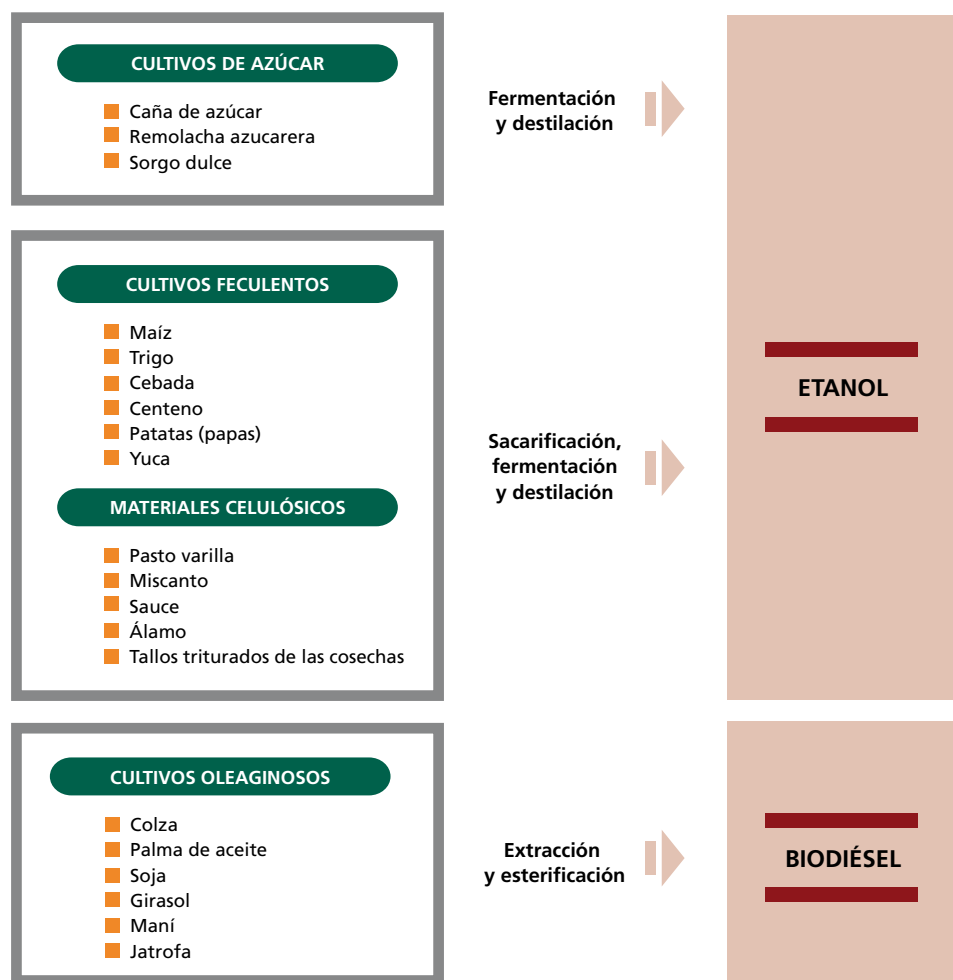 CULTIVOS DE AZÚCAR
Caña de azúcar
Remolacha azucarera
Sorgo dulce
Fermentación
y destilación
CULTIVOS FECULENTOS
Maíz
Trigo
Cebada
Centeno
Patatas (papas)
Yuca
MATERIALES CELULÓSICOS
Pasto varilla
Miscanto
Sauce
Álamo
Tallos triturados de las cosechas
Sacarificación,
fermentación
y destilación
ETANOL
CULTIVOS OLEAGINOSOS
Colza
Palma de aceite
Soja
Girasol
Maní
Jatrofa
Extracción
y esterificación
BIODIÉSEL